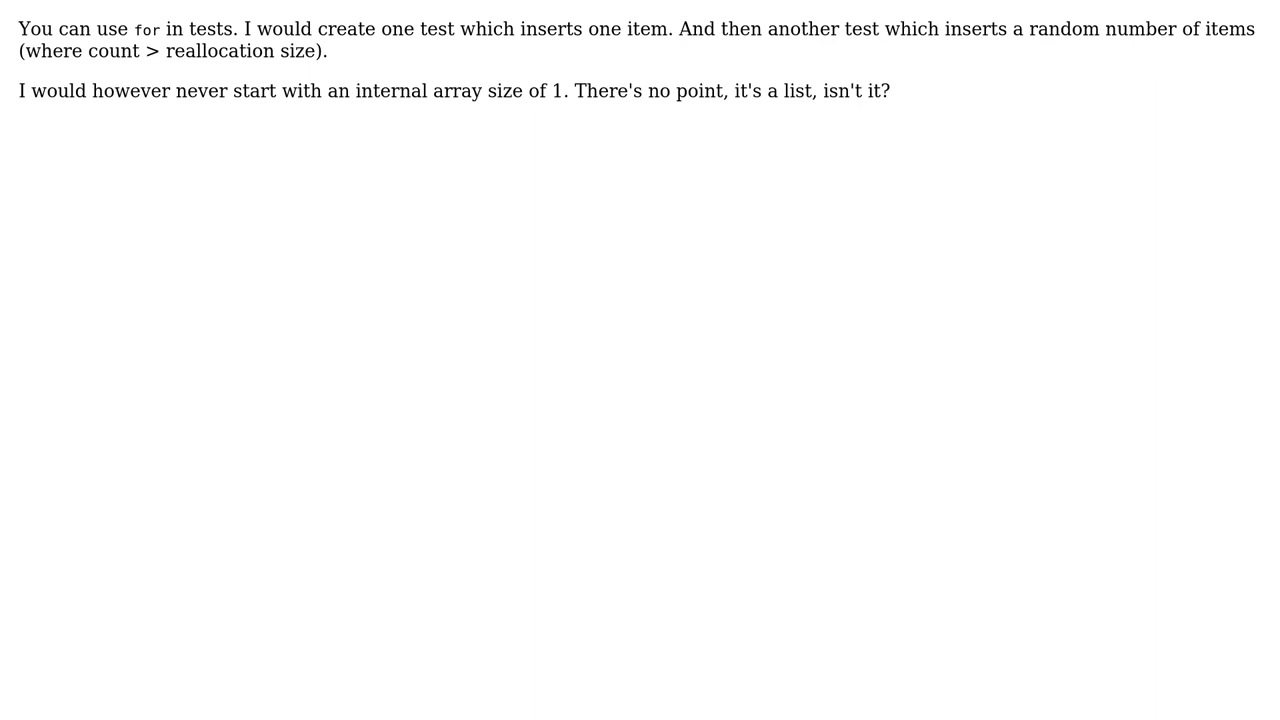 You can use for in tests. I would create one test which inserts one item. And then another test which inserts a random number of items
(where count > reallocation size).
I would however never start with an internal array size of 1. There's no point, it's a list, isn't it?